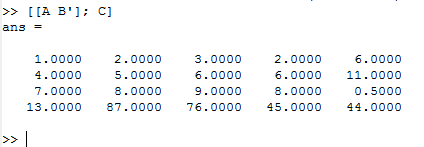 >> [[A B']; C]
ans =
1.0000 2.0000 3.0000 2.0000 6.0000
4.0000 5.0000 6.0000 6.0000 11.0000
7.0000 8.0000 9.0000 8.0000 0.5000
13.0000 87.0000 76.0000 45.0000 44.0000
>>